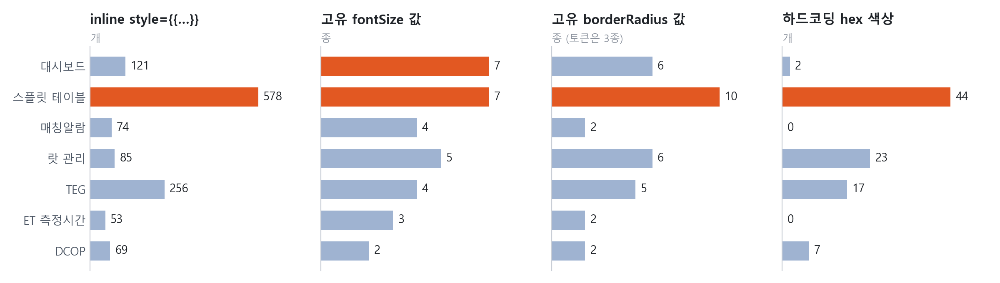 inline style={{...}}
개
고유 fontSize 값
종
고유 borderRadius 값
종 (토큰은 3종)
하드코딩 hex 색상
개
대시보드 121 7 6 2
스플릿 테이블 578 7 10 44
매칭알람 74 4 2 0
랏 관리 85 5 6 23
TEG 256 4 5 17
ET 측정시간 53 3 2 0
DCOP 69 2 2 7